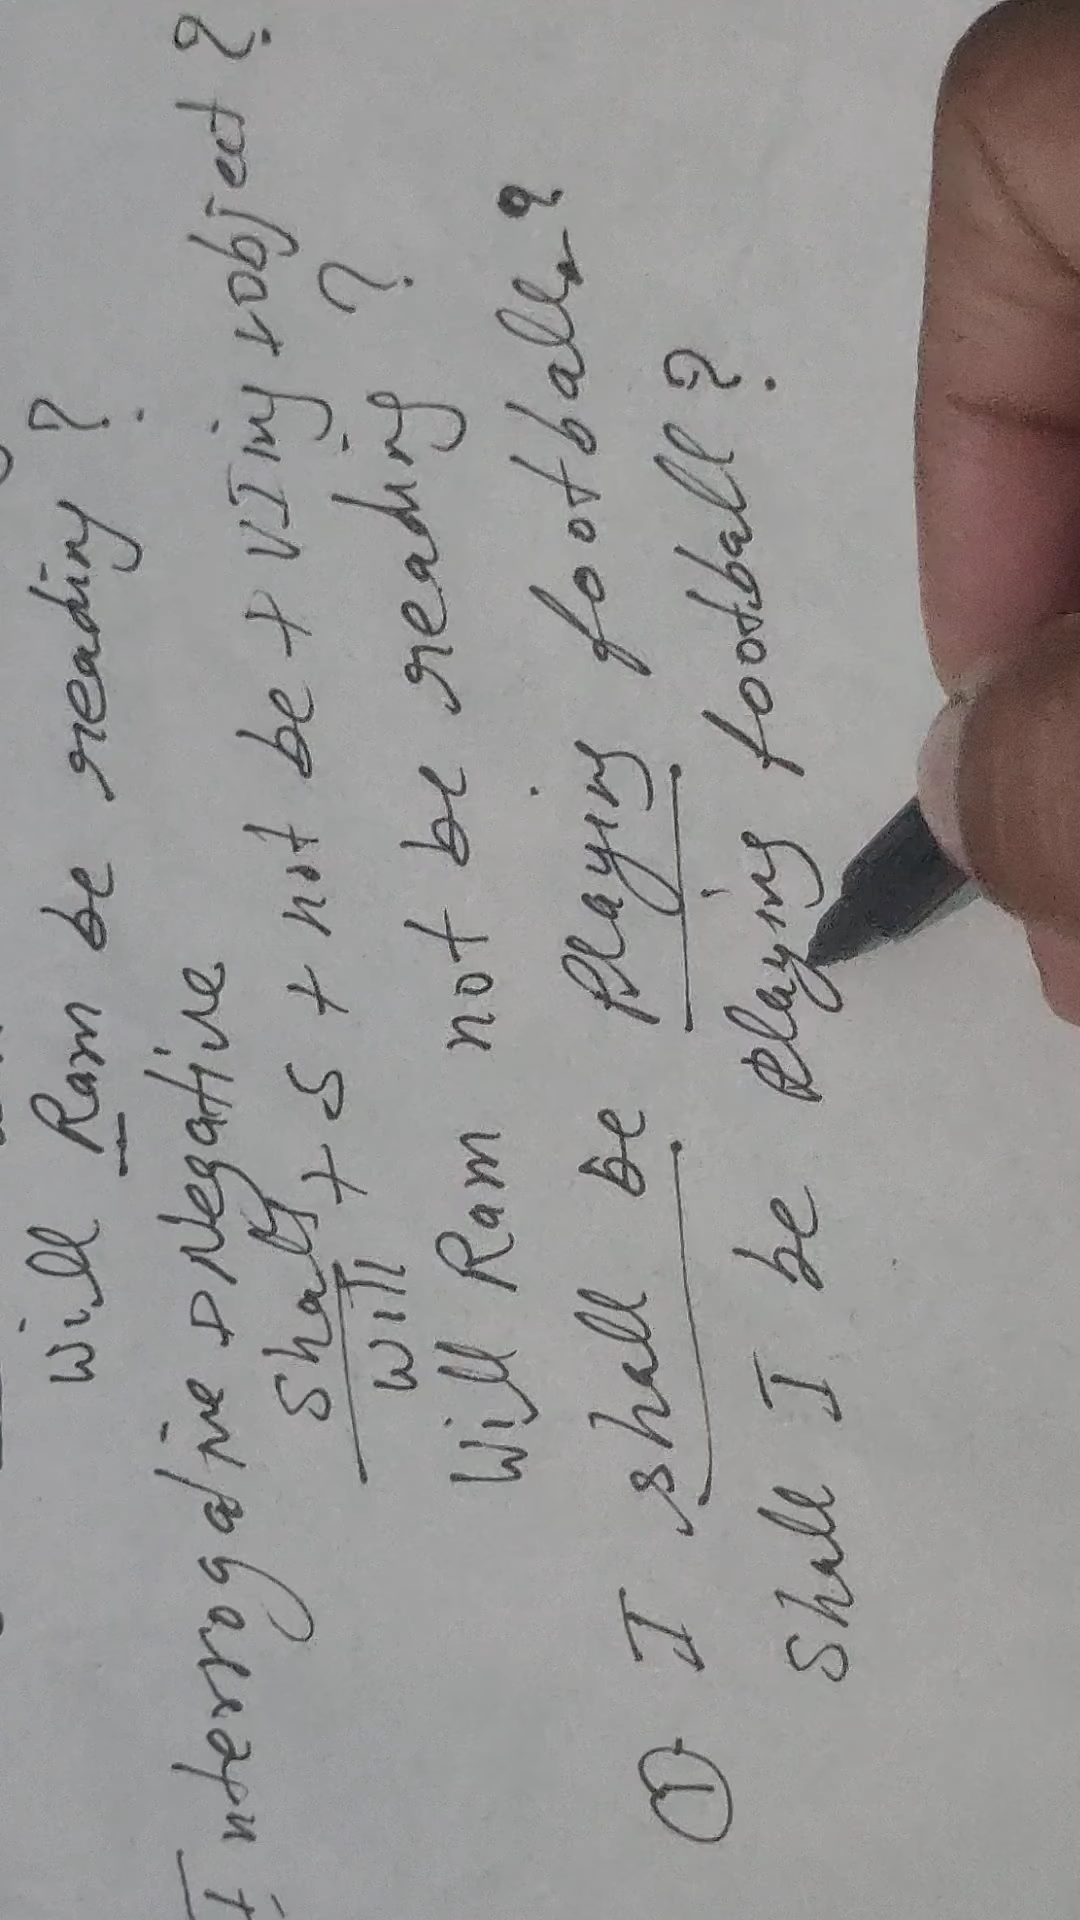 Will Ram be reading ?
Interrogative Negative
Shall + S + not be + VIing + object ?
Will
Will Ram not be reading ?
① I shall be Playing football. ?
Shall I be Playing football ?